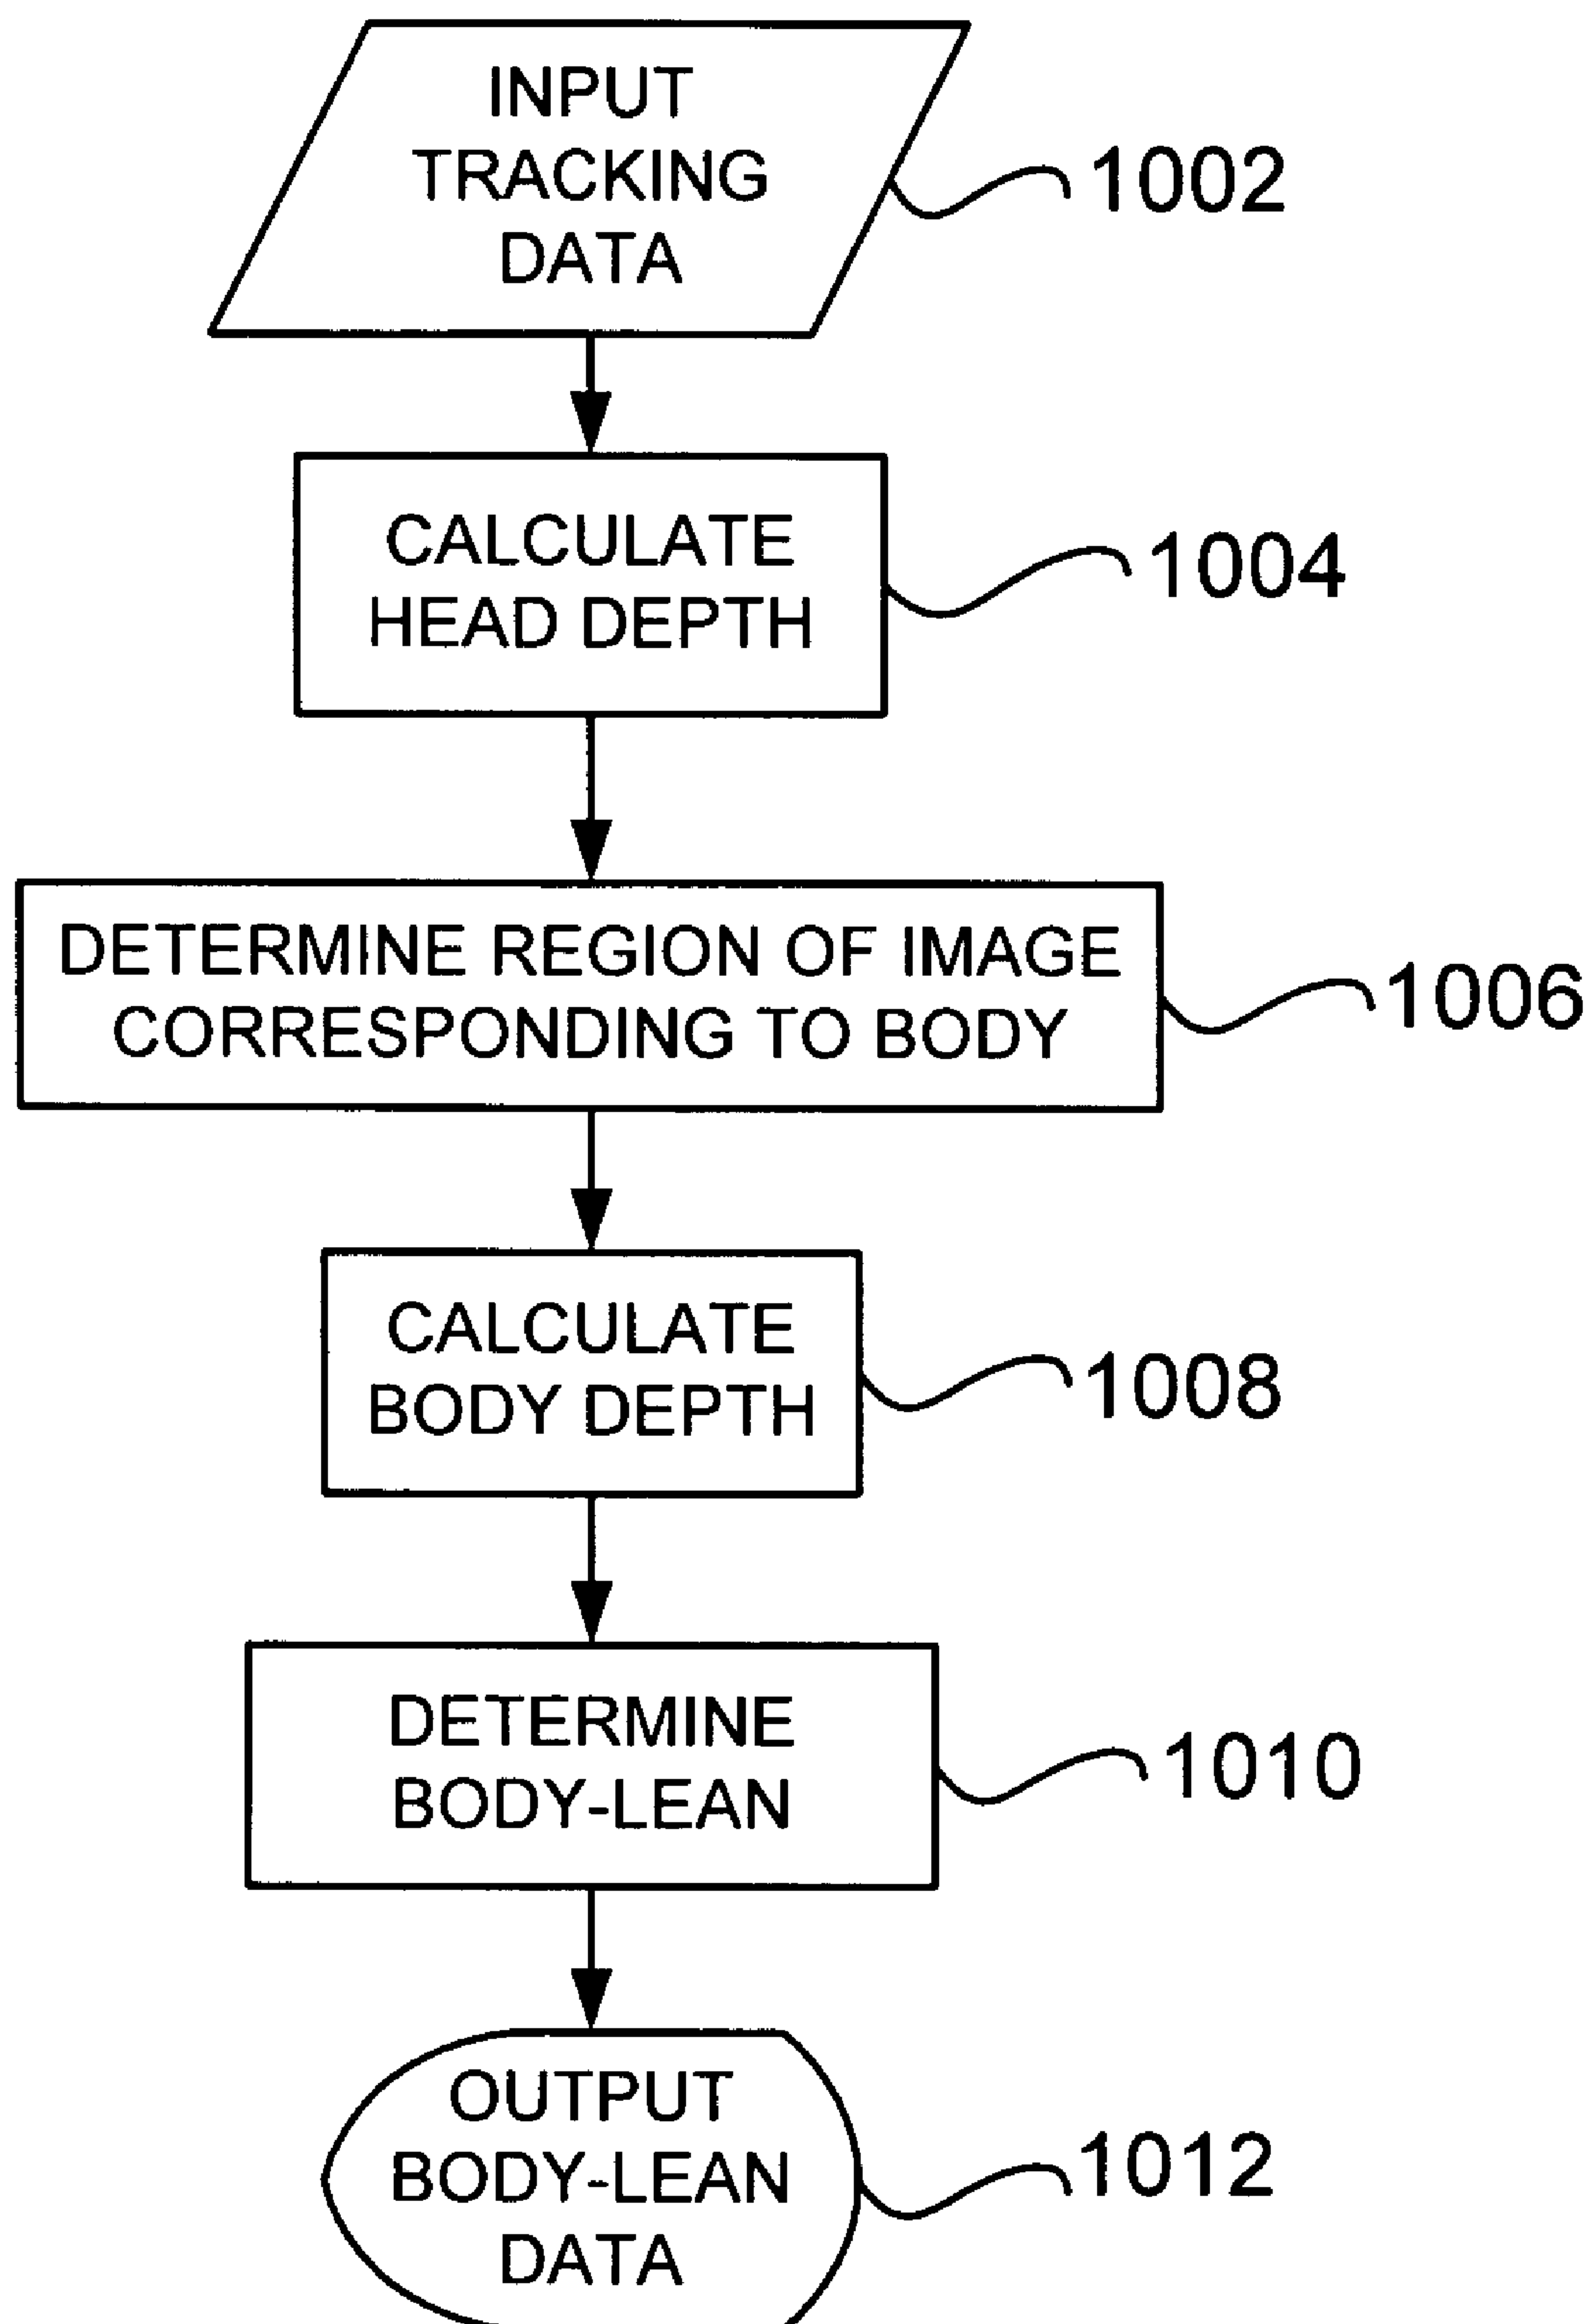 INPUT
TRACKING
DATA
1002
CALCULATE
HEAD DEPTH
1004
DETERMINE REGION OF IMAGE
CORRESPONDING TO BODY
1006
CALCULATE
BODY DEPTH
1008
DETERMINE
BODY-LEAN
1010
OUTPUT
BODY-LEAN
DATA
1012